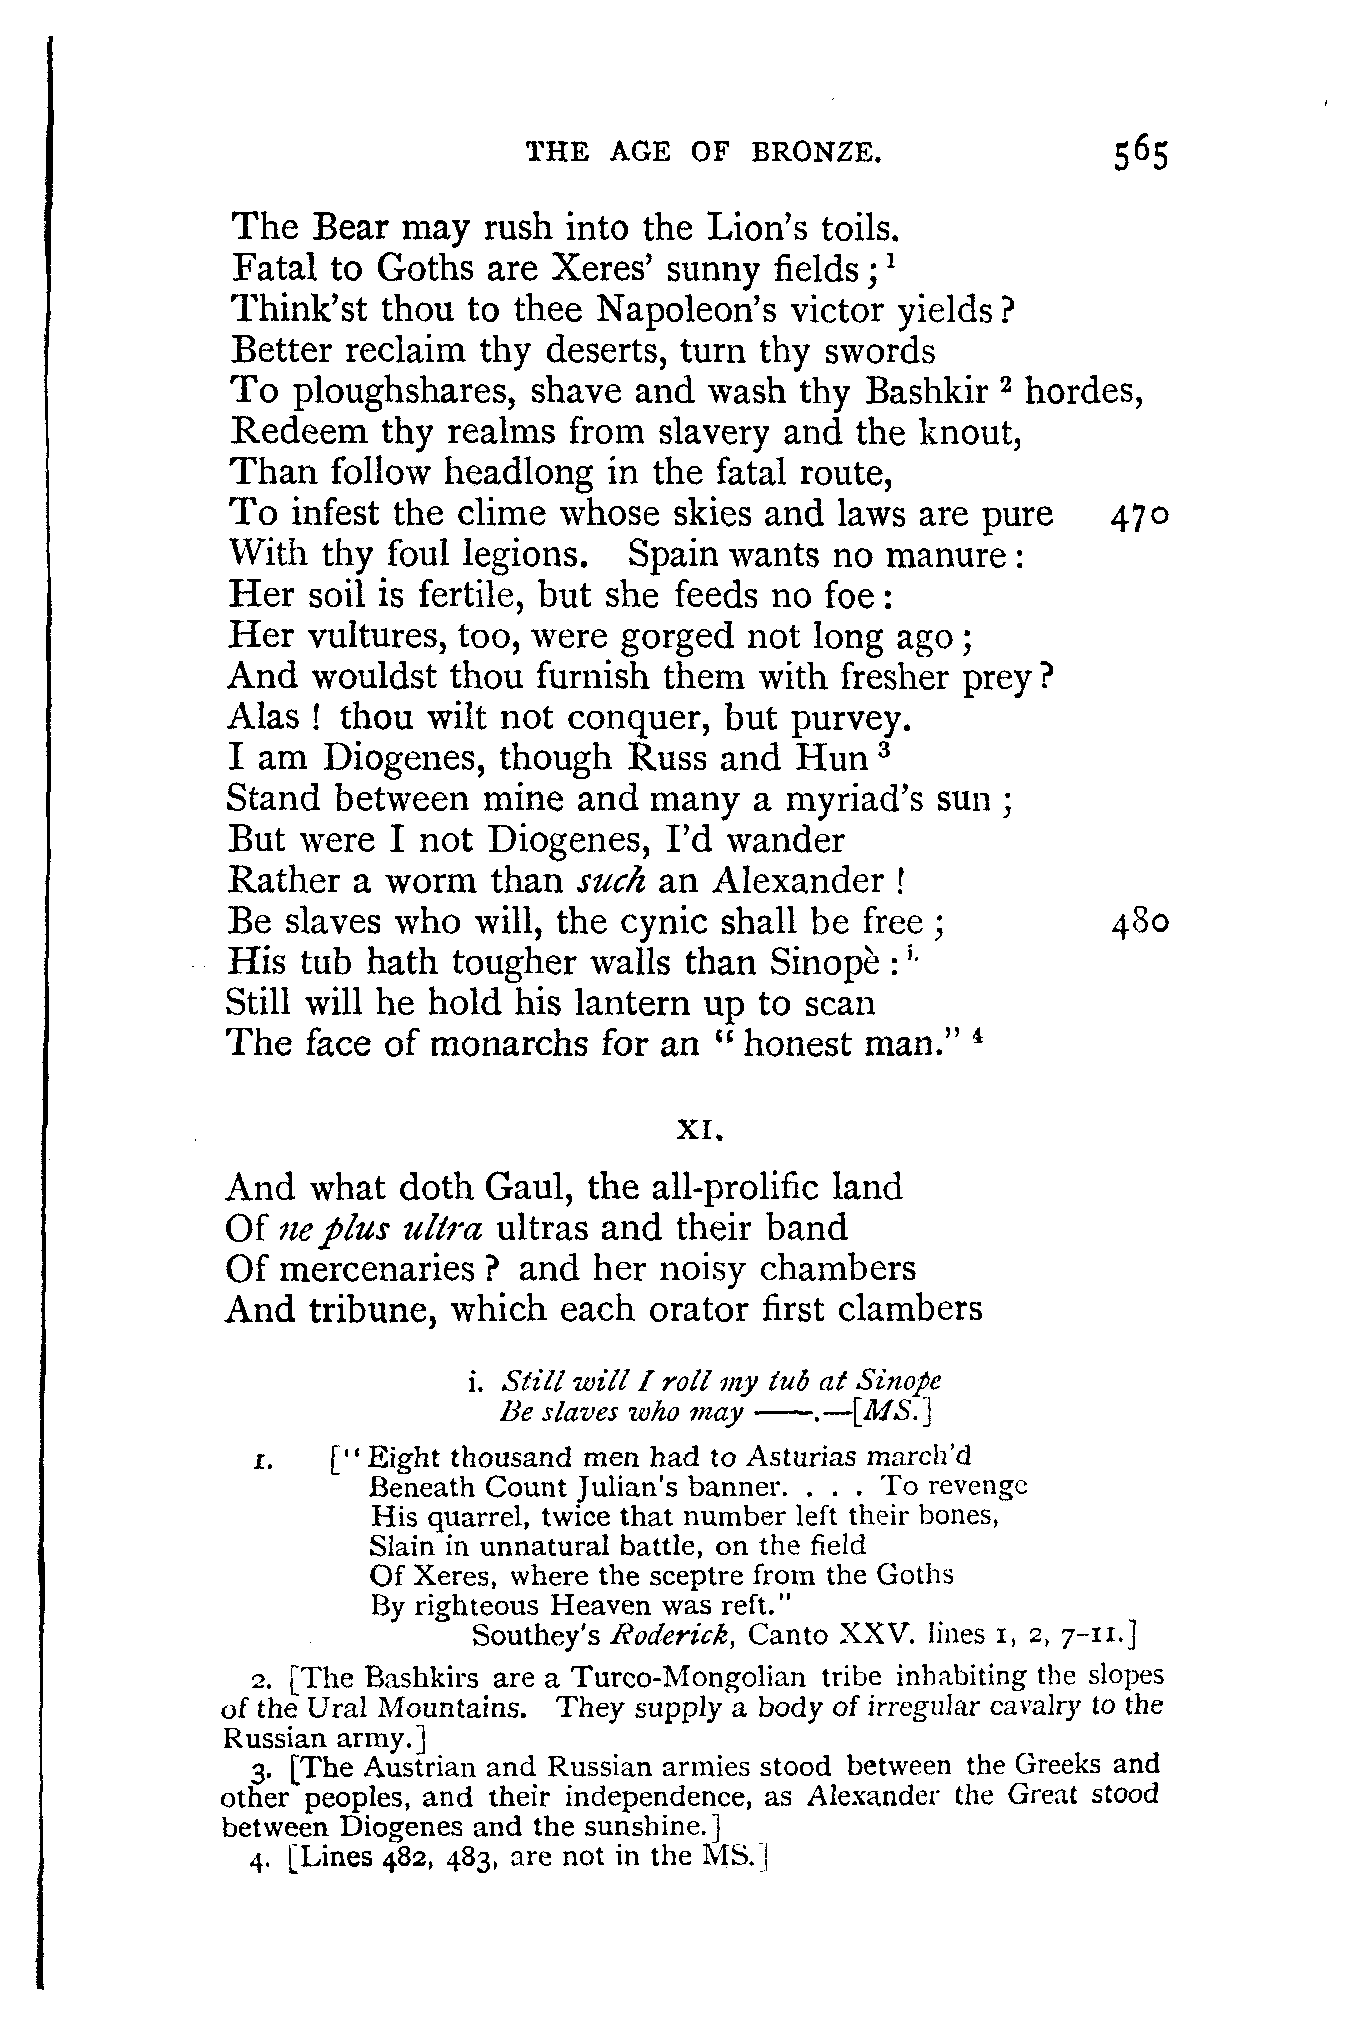 THE AGE OF BRONZE. 565
The Bear may rush into the Lion's toils.
Fatal to Goths are Xeres' sunny fields ; ¹
Think'st thou to thee Napoleon's victor yields ?
Better reclaim thy deserts, turn thy swords
To ploughshares, shave and wash thy Bashkir ² hordes,
Redeem thy realms from slavery and the knout,
Than follow headlong in the fatal route,
To infest the clime whose skies and laws are pure 470
With thy foul legions. Spain wants no manure :
Her soil is fertile, but she feeds no foe :
Her vultures, too, were gorged not long ago ;
And wouldst thou furnish them with fresher prey ?
Alas ! thou wilt not conquer, but purvey.
I am Diogenes, though Russ and Hun ³
Stand between mine and many a myriad's sun ;
But were I not Diogenes, I'd wander
Rather a worm than such an Alexander !
Be slaves who will, the cynic shall be free ; 480
His tub hath tougher walls than Sinopè : i.
Still will he hold his lantern up to scan
The face of monarchs for an " honest man." ⁴
XI.
And what doth Gaul, the all-prolific land
Of ne plus ultra ultras and their band
Of mercenaries ? and her noisy chambers
And tribune, which each orator first clambers
i. Still will I roll my tub at Sinope
Be slaves who may ——.—[MS.]
1. [" Eight thousand men had to Asturias march'd
Beneath Count Julian's banner. . . . To revenge
His quarrel, twice that number left their bones,
Slain in unnatural battle, on the field
Of Xeres, where the sceptre from the Goths
By righteous Heaven was reft."
Southey's Roderick, Canto XXV. lines 1, 2, 7-11.]
2. [The Bashkirs are a Turco-Mongolian tribe inhabiting the slopes
of the Ural Mountains. They supply a body of irregular cavalry to the
Russian army.]
3. [The Austrian and Russian armies stood between the Greeks and
other peoples, and their independence, as Alexander the Great stood
between Diogenes and the sunshine.]
4. [Lines 482, 483, are not in the MS.]